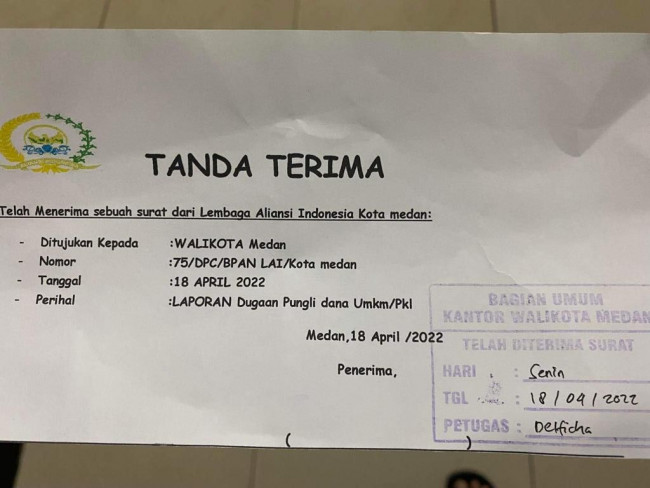 TANDA TERIMA
Telah Menerima sebuah surat dari Lembaga Aliansi Indonesia Kota medan:
- Ditujukan Kepada :WALIKOTA Medan
- Nomor :75/DPC/BPAN LAI/Kota medan
- Tanggal :18 APRIL 2022
- Perihal :LAPORAN Dugaan Pungli dana Umkm/Pkl
Medan,18 April /2022
Penerima,
( )
BAGIAN UMUM
KANTOR WALIKOTA MEDAN
TELAH DITERIMA SURAT
HARI : Senin
TGL : 18/04/2022
PETUGAS : Delficha